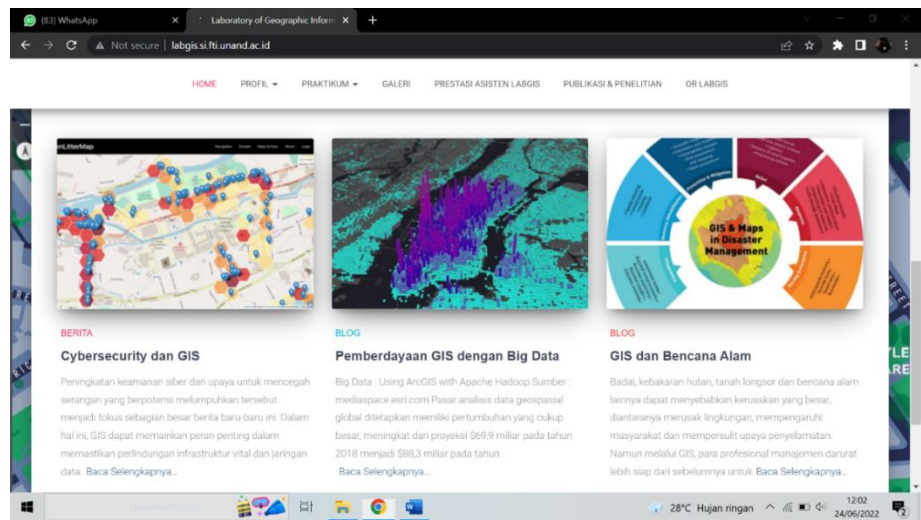 (83) WhatsApp
Laboratory of Geographic Inform
Not secure | labgis.si.fti.unand.ac.id
HOME PROFIL PRAKTIKUM GALERI PRESTASI ASISTEN LABGIS PUBLIKASI & PENELITIAN OR LABGIS
GIS & Maps
in Disaster
Management
BERITA
Cybersecurity dan GIS
Peningkatan keamanan siber dan upaya untuk mencegah
serangan yang berpotensi melumpuhkan tersebut
menjadi fokus sebagian besar berita baru-baru ini. Dalam
hal ini, GIS dapat memainkan peran penting dalam
memastikan perlindungan infrastruktur vital dan jaringan
data. Baca Selengkapnya...
BLOG
Pemberdayaan GIS dengan Big Data
Big Data : Using ArcGIS with Apache Hadoop Sumber :
mediaspace.esri.com Pasar analisis data geospasial
global ditetapkan memiliki pertumbuhan yang cukup
besar, meningkat dari proyeksi $69,9 miliar pada tahun
2018 menjadi $88,3 miliar pada tahun
Baca Selengkapnya...
BLOG
GIS dan Bencana Alam
Badai, kebakaran hutan, tanah longsor dan bencana alam
lainnya dapat menyebabkan kerusakan yang besar,
diantaranya merusak lingkungan, mempengaruhi
masyarakat dan mempersulit upaya penyelamatan.
Namun melalui GIS, para profesional manajemen darurat
lebih siap dari sebelumnya untuk Baca Selengkapnya...
28°C Hujan ringan
12:02
24/06/2022